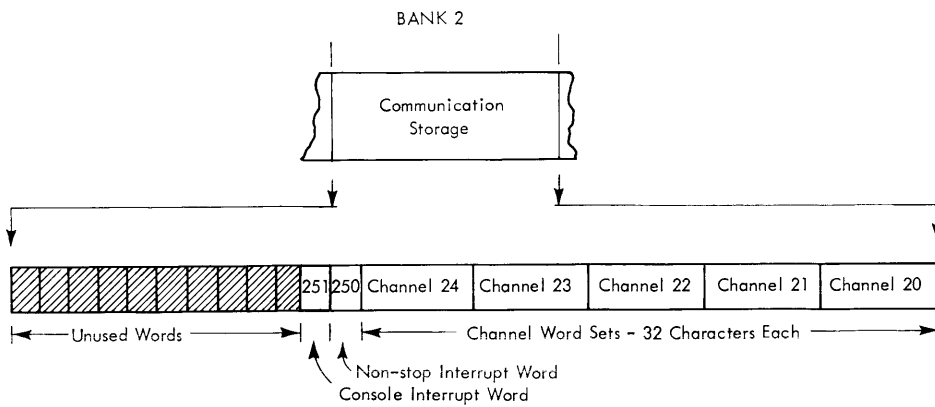 BANK 2
Communication
Storage
251 250 Channel 24 Channel 23 Channel 22 Channel 21 Channel 20
Unused Words Channel Word Sets - 32 Characters Each
Non-stop Interrupt Word
Console Interrupt Word